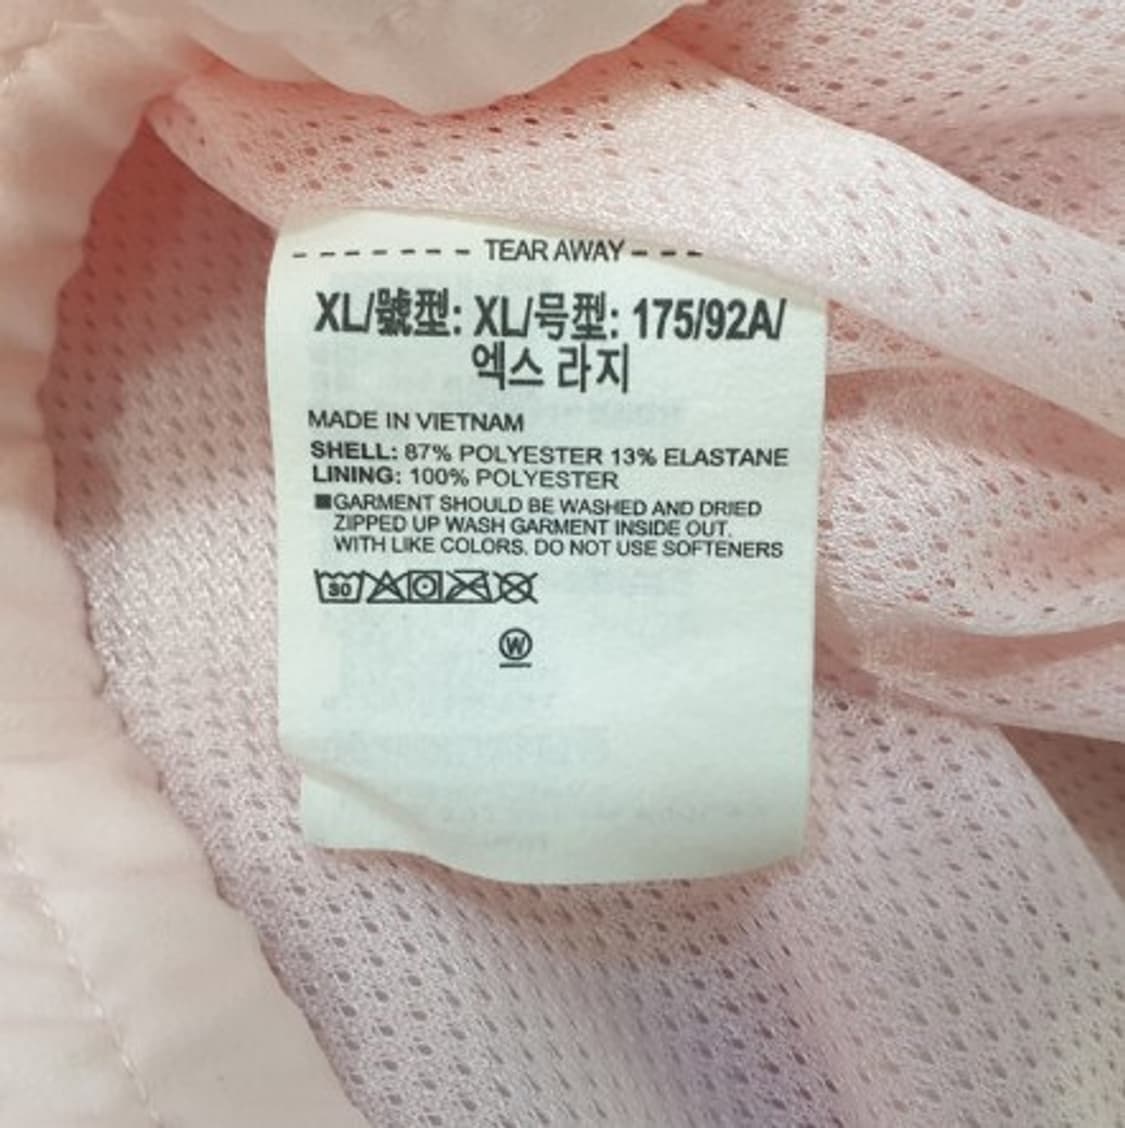 TEAR AWAY
XL/號型: XL/号型: 175/92A/
엑스 라지
MADE IN VIETNAM
SHELL: 87% POLYESTER 13% ELASTANE
LINING: 100% POLYESTER
■GARMENT SHOULD BE WASHED AND DRIED
ZIPPED UP WASH GARMENT INSIDE OUT.
WITH LIKE COLORS. DO NOT USE SOFTENERS
30
W